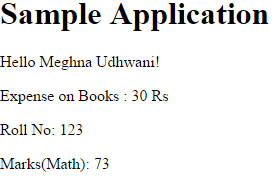 Sample Application
Hello Meghna Udhwani!
Expense on Books : 30 Rs
Roll No: 123
Marks(Math): 73